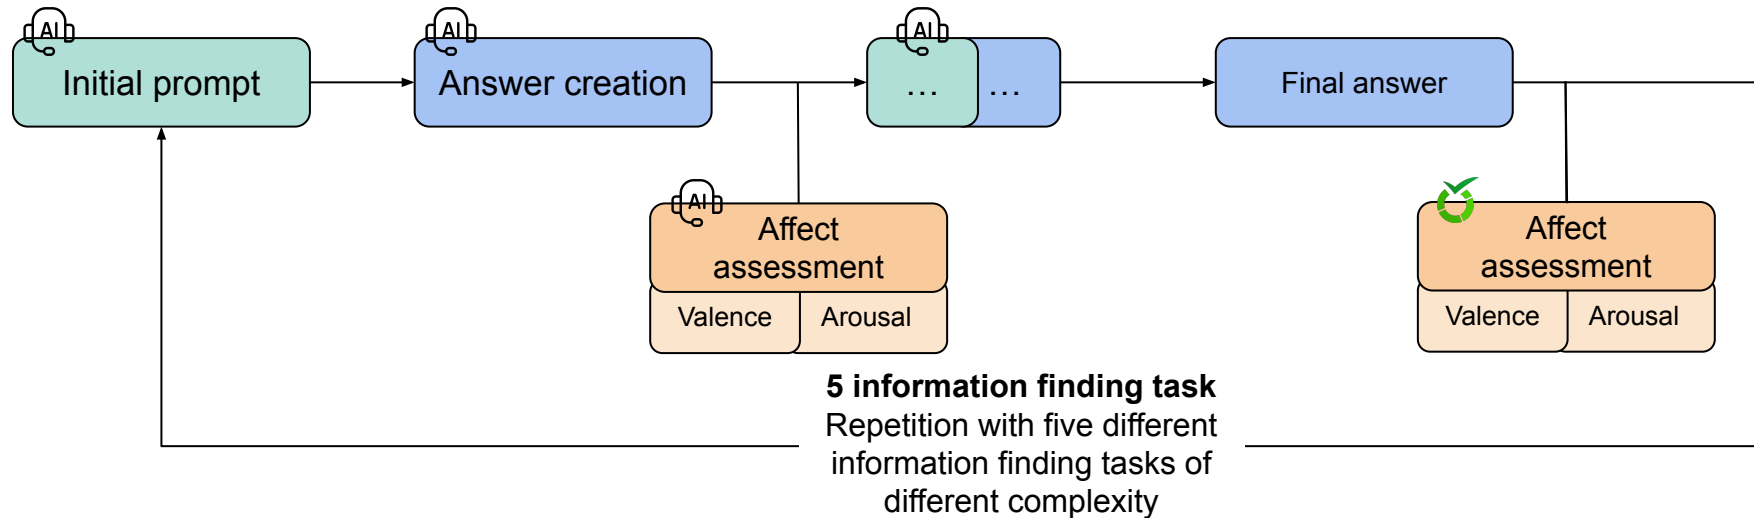 AI
AI
AI
Initial prompt
Answer creation
... ...
Final answer
AI
Affect
assessment
Valence Arousal
Affect
assessment
Valence Arousal
5 information finding task
Repetition with five different
information finding tasks of
different complexity